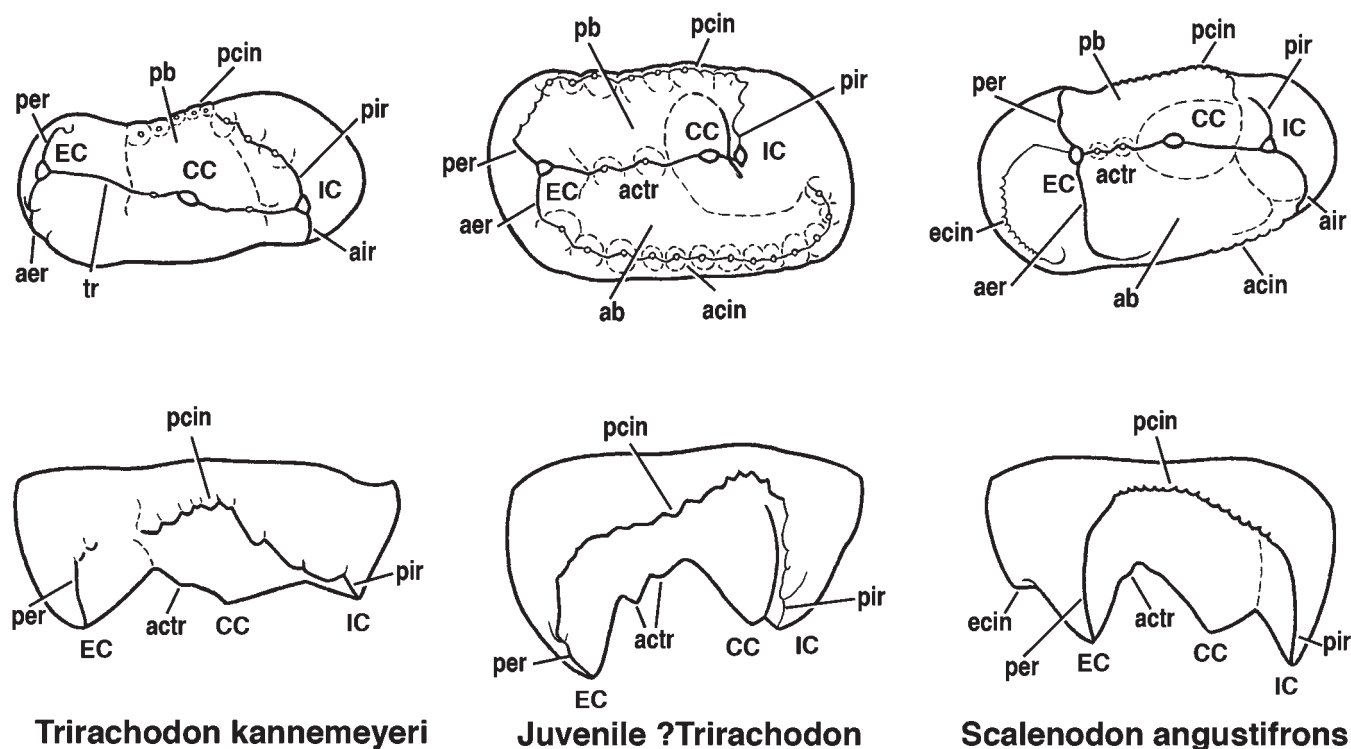 pb
pcin
per
pir
EC
CC
IC
aer
tr
air
pb
pcin
pir
CC
IC
per
EC
actr
aer
ab
acin
pb
pcin
pir
per
CC
IC
EC
actr
ecin
air
aer
ab
acin
pcin
per
pir
actr
CC
IC
EC
pcin
pir
actr
CC
IC
per
EC
pcin
ecin
actr
per
EC
CC
pir
IC
Trirachodon kannemeyeri
Juvenile ?Trirachodon
Scalenodon angustifrons